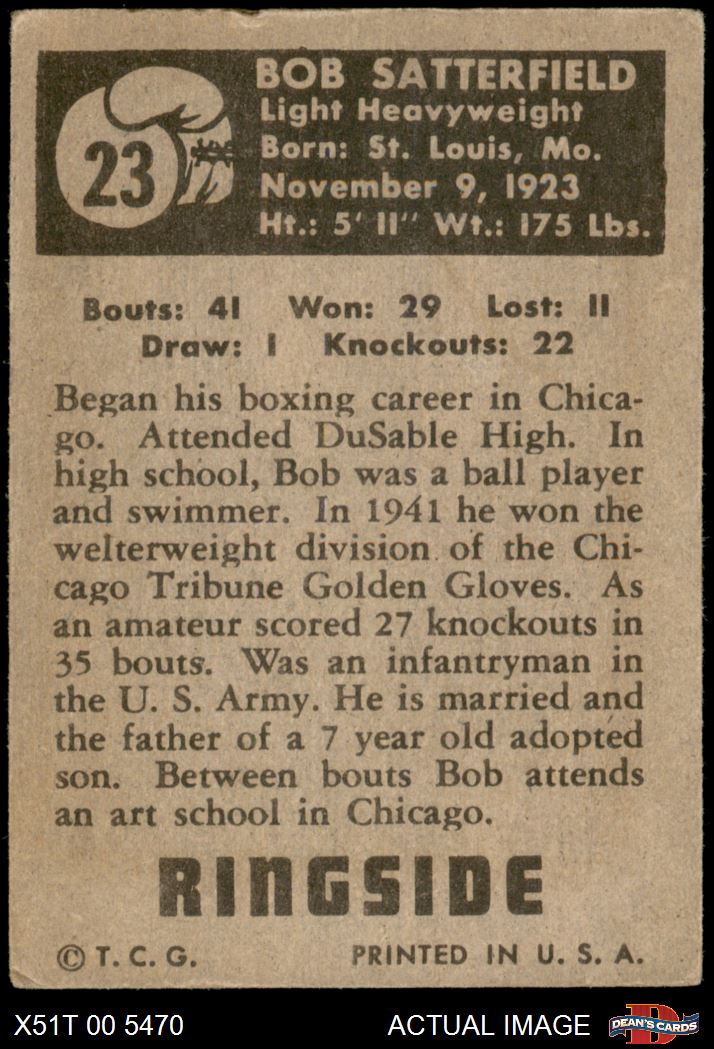 23
BOB SATTERFIELD
Light Heavyweight
Born: St. Louis, Mo.
November 9, 1923
Ht.: 5' 11'' Wt.: 175 Lbs.
Bouts: 41 Won: 29 Lost: 11
Draw: 1 Knockouts: 22
Began his boxing career in Chica-
go. Attended DuSable High. In
high school, Bob was a ball player
and swimmer. In 1941 he won the
welterweight division of the Chi-
cago Tribune Golden Gloves. As
an amateur scored 27 knockouts in
35 bouts. Was an infantryman in
the U. S. Army. He is married and
the father of a 7 year old adopted
son. Between bouts Bob attends
an art school in Chicago.
RINGSIDE
© T. C. G. PRINTED IN U. S. A.
X51T 00 5470 ACTUAL IMAGE D DEAN'S CARDS